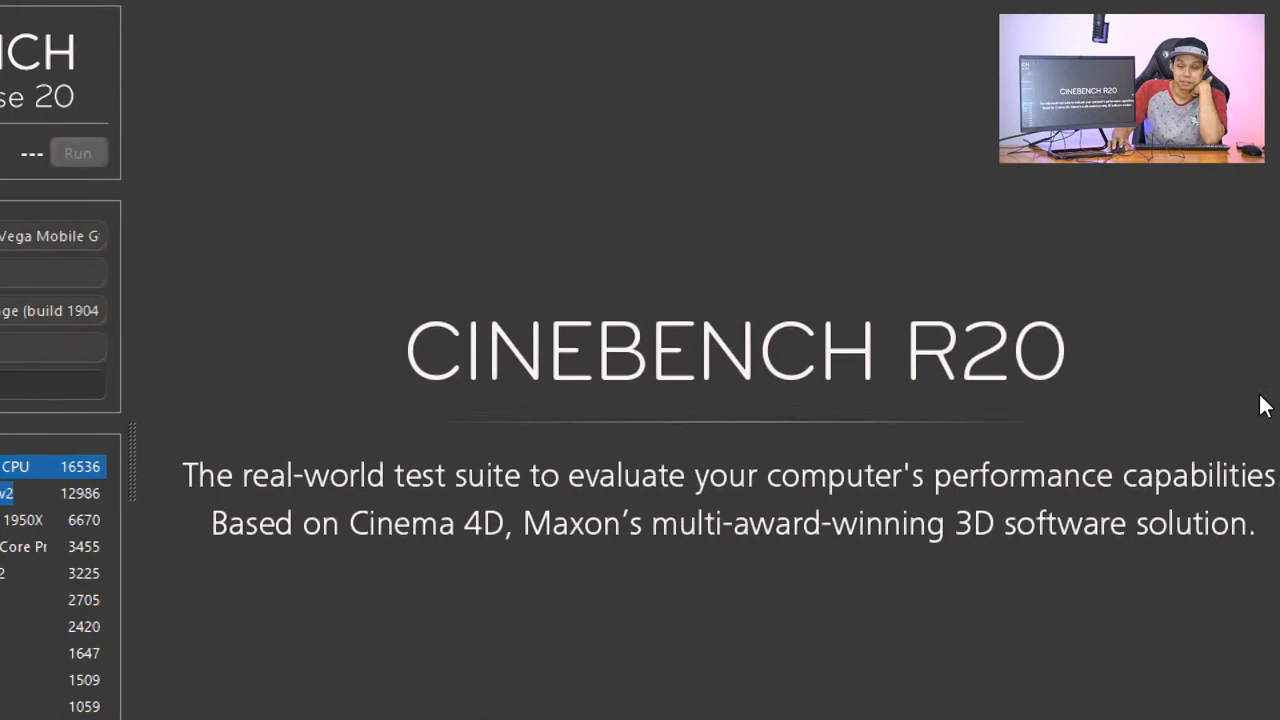 CH
se 20
--- Run
Vega Mobile G
ge (build 1904
CPU 16536
v2 12986
1950X 6670
Core Pr 3455
2 3225
2705
2420
1647
1509
1059
CINEBENCH R20
The real-world test suite to evaluate your computer's performance capabilities
Based on Cinema 4D, Maxon’s multi-award-winning 3D software solution.
CINEBENCH R20